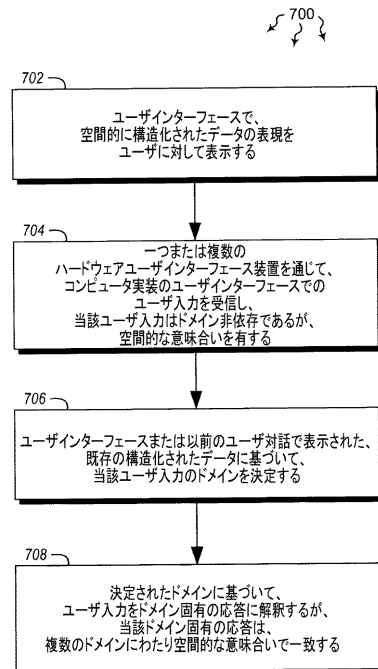 700
702
ユーザインターフェースで、
空間的に構造化されたデータの表現を
ユーザに対して表示する
704
一つまたは複数の
ハードウェアユーザインターフェース装置を通じて、
コンピュータ実装のユーザインターフェースでの
ユーザ入力を受信し、
当該ユーザ入力はドメイン非依存であるが、
空間的な意味合いを有する
706
ユーザインターフェースまたは以前のユーザ対話で表示された、
既存の構造化されたデータに基づいて、
当該ユーザ入力のドメインを決定する
708
決定されたドメインに基づいて、
ユーザ入力をドメイン固有の応答に解釈するが、
当該ドメイン固有の応答は、
複数のドメインにわたり空間的な意味合いで一致する